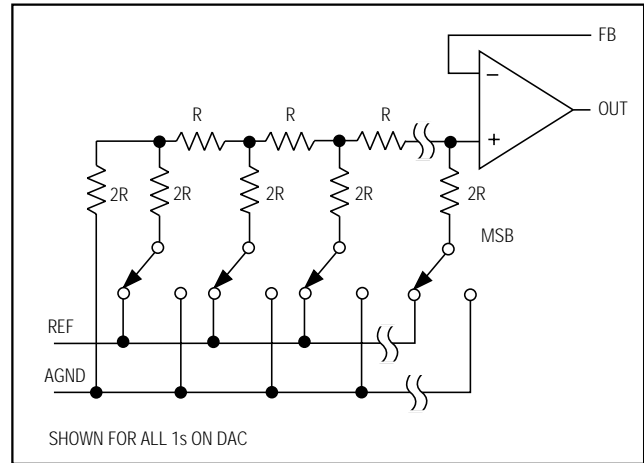 FB
−
OUT
+
R R R
2R 2R 2R 2R 2R
MSB
REF
AGND
SHOWN FOR ALL 1s ON DAC